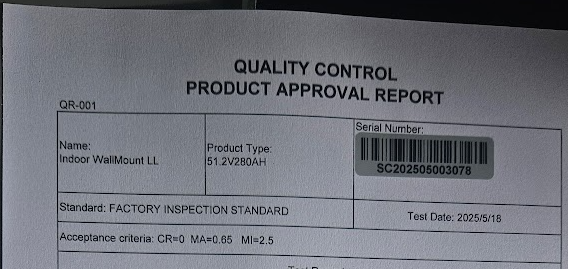 QUALITY CONTROL
PRODUCT APPROVAL REPORT
QR-001
Name:
Indoor WallMount LL
Product Type:
51.2V280AH
Serial Number:
SC202505003078
Standard: FACTORY INSPECTION STANDARD
Test Date: 2025/5/18
Acceptance criteria: CR=0 MA=0.65 MI=2.5